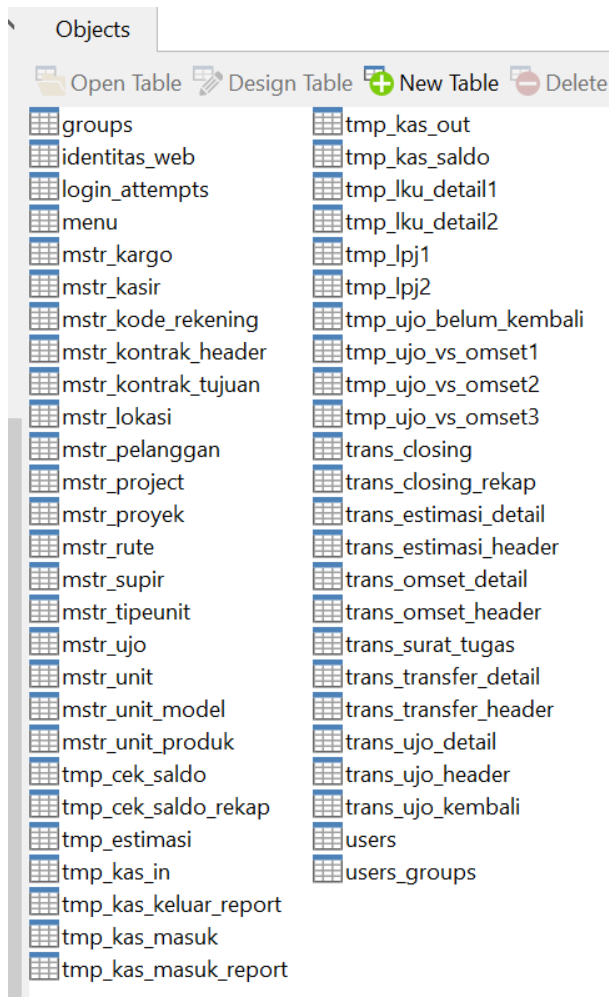 Objects
Open Table Design Table New Table Delete
groups
identitas_web
login_attempts
menu
mstr_kargo
mstr_kasir
mstr_kode_rekening
mstr_kontrak_header
mstr_kontrak_tujuan
mstr_lokasi
mstr_pelanggan
mstr_project
mstr_proyek
mstr_rute
mstr_supir
mstr_tipeunit
mstr_ujo
mstr_unit
mstr_unit_model
mstr_unit_produk
tmp_cek_saldo
tmp_cek_saldo_rekap
tmp_estimasi
tmp_kas_in
tmp_kas_keluar_report
tmp_kas_masuk
tmp_kas_masuk_report
tmp_kas_out
tmp_kas_saldo
tmp_lku_detail1
tmp_lku_detail2
tmp_lpj1
tmp_lpj2
tmp_ujo_belum_kembali
tmp_ujo_vs_omset1
tmp_ujo_vs_omset2
tmp_ujo_vs_omset3
trans_closing
trans_closing_rekap
trans_estimasi_detail
trans_estimasi_header
trans_omset_detail
trans_omset_header
trans_surat_tugas
trans_transfer_detail
trans_transfer_header
trans_ujo_detail
trans_ujo_header
trans_ujo_kembali
users
users_groups